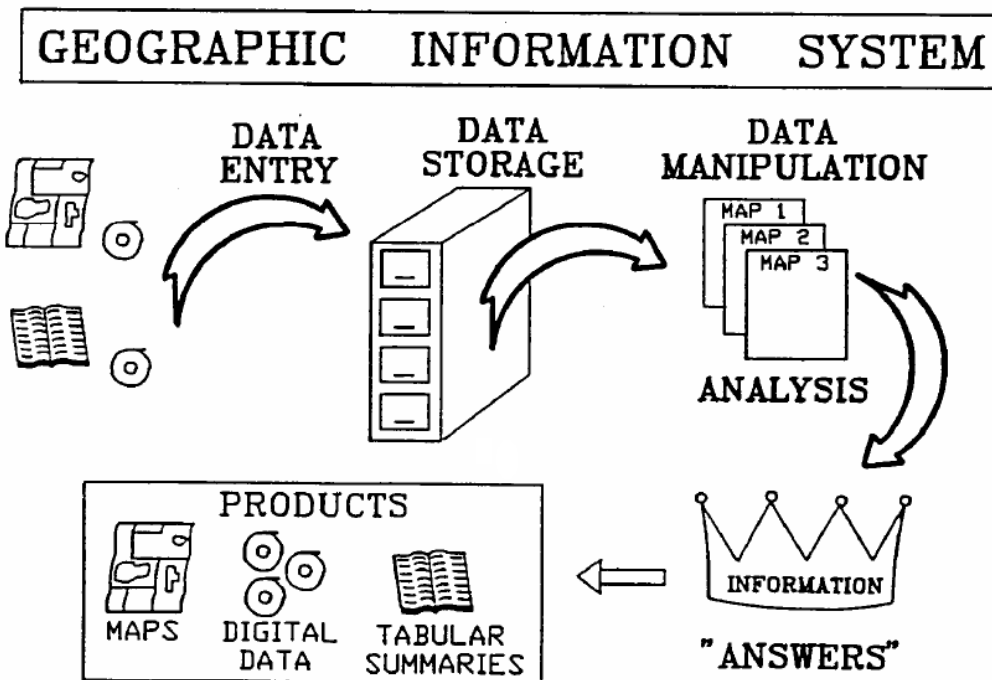 GEOGRAPHIC INFORMATION SYSTEM
DATA
ENTRY
DATA
STORAGE
DATA
MANIPULATION
MAP 1
MAP 2
MAP 3
ANALYSIS
INFORMATION
"ANSWERS"
PRODUCTS
MAPS
DIGITAL
DATA
TABULAR
SUMMARIES